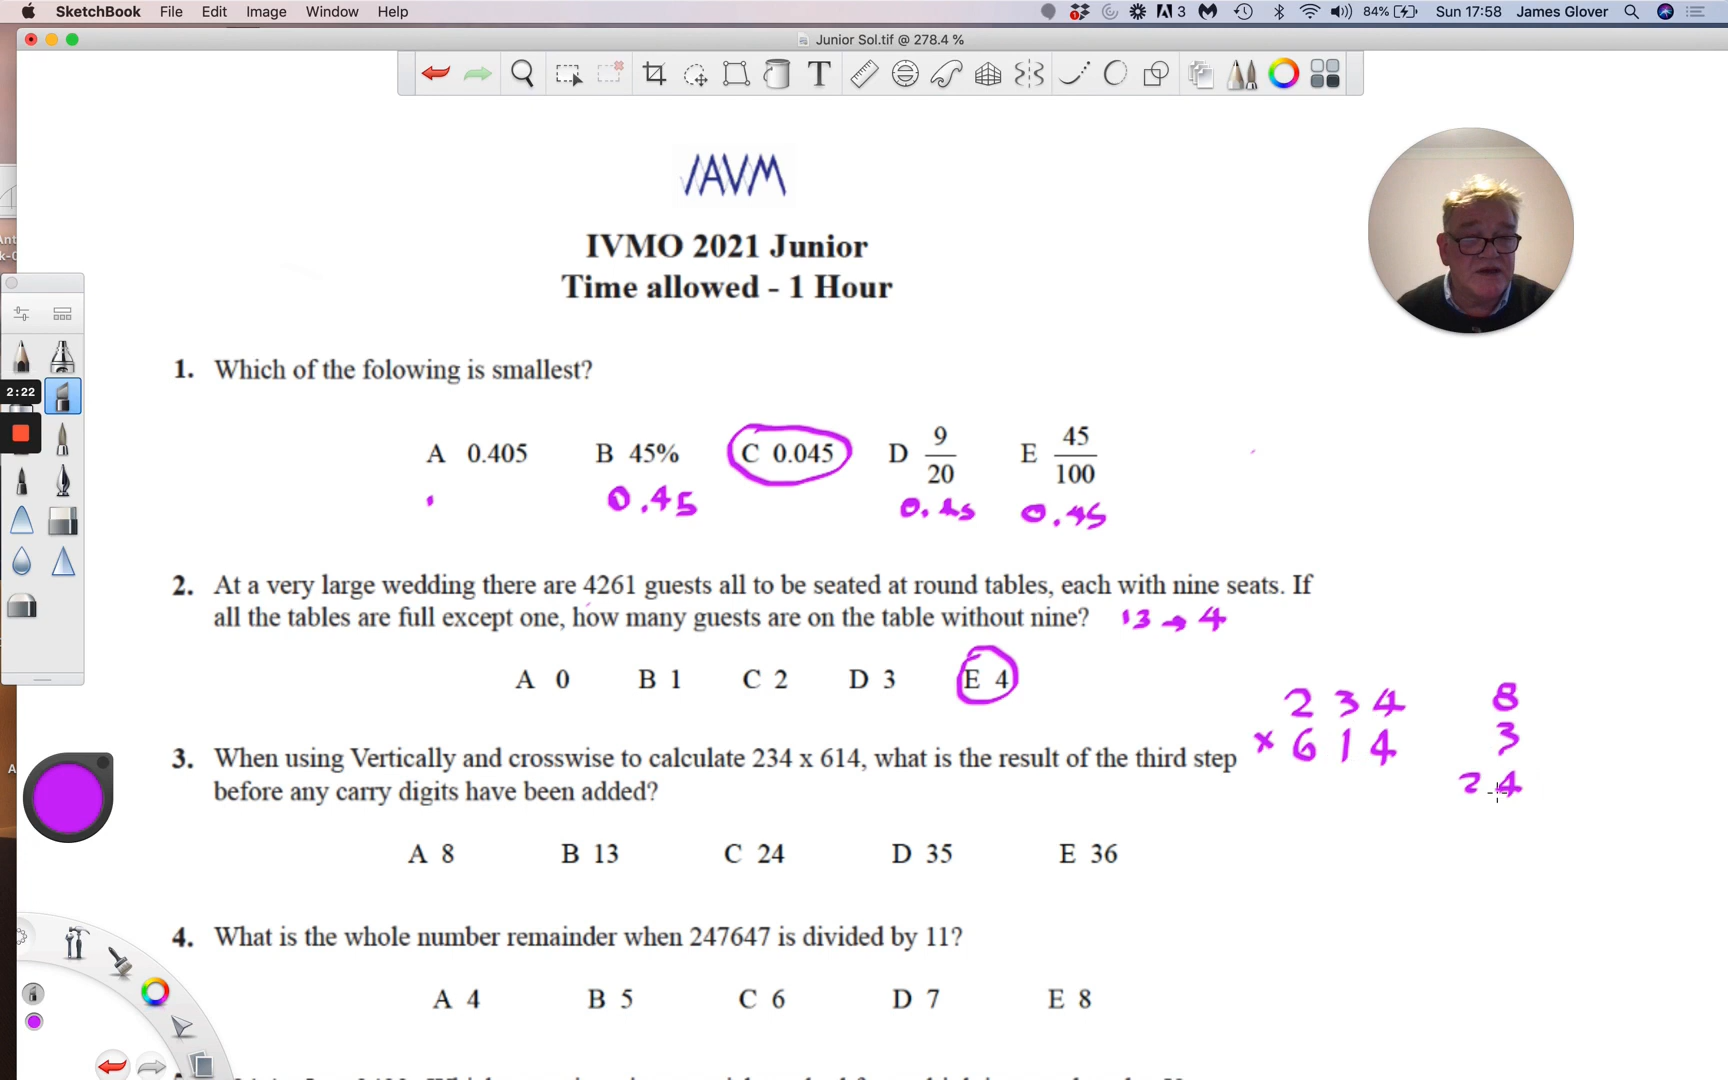 SketchBook File Edit Image Window Help
3 84% Sun 17:58 James Glover
Junior Sol.tif @ 278.4 %
IAVM
IVMO 2021 Junior
Time allowed - 1 Hour
1. Which of the folowing is smallest?
A 0.405 B 45% C 0.045 D 9/20 E 45/100
0.45 0.45 0.45
2. At a very large wedding there are 4261 guests all to be seated at round tables, each with nine seats. If
all the tables are full except one, how many guests are on the table without nine? 13 → 4
A 0 B 1 C 2 D 3 E 4
234 8
× 614 3
24
3. When using Vertically and crosswise to calculate 234 x 614, what is the result of the third step
before any carry digits have been added?
A 8 B 13 C 24 D 35 E 36
4. What is the whole number remainder when 247647 is divided by 11?
A 4 B 5 C 6 D 7 E 8
2:22